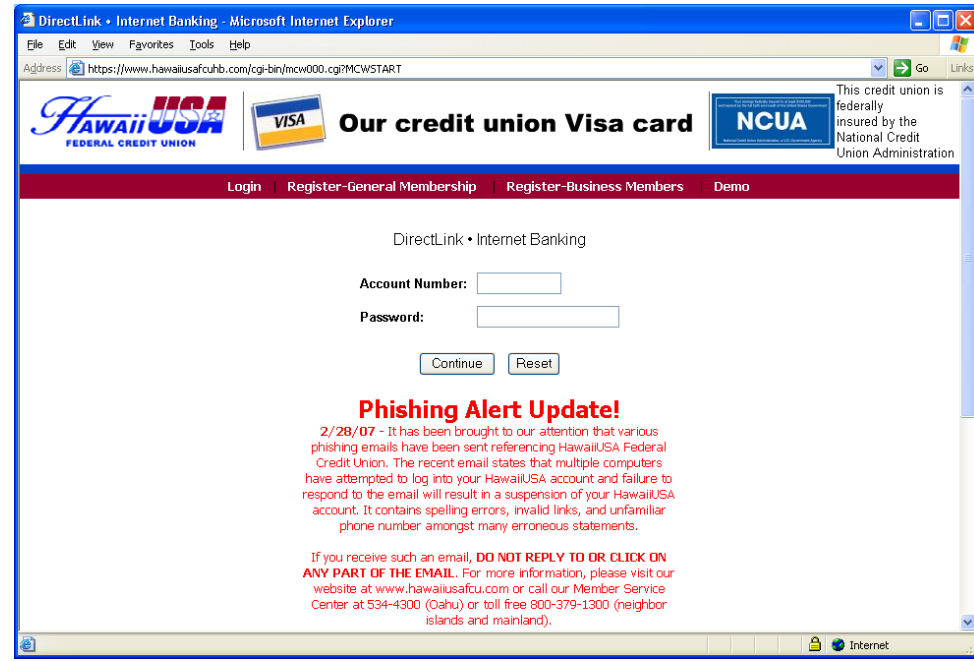 DirectLink • Internet Banking - Microsoft Internet Explorer
File Edit View Favorites Tools Help
Address https://www.hawaiiusafcuhb.com/cgi-bin/mcw000.cgi?MCWSTART Go Links
Hawaii USA
FEDERAL CREDIT UNION
VISA
Our credit union Visa card
NCUA
This credit union is
federally
insured by the
National Credit
Union Administration
Login Register-General Membership Register-Business Members Demo
DirectLink • Internet Banking
Account Number:
Password:
Continue Reset
Phishing Alert Update!
2/28/07 - It has been brought to our attention that various
phishing emails have been sent referencing HawaiiUSA Federal
Credit Union. The recent email states that multiple computers
have attempted to log into your HawaiiUSA account and failure to
respond to the email will result in a suspension of your HawaiiUSA
account. It contains spelling errors, invalid links, and unfamiliar
phone number amongst many erroneous statements.
If you receive such an email, DO NOT REPLY TO OR CLICK ON
ANY PART OF THE EMAIL. For more information, please visit our
website at www.hawaiiusafcu.com or call our Member Service
Center at 534-4300 (Oahu) or toll free 800-379-1300 (neighbor
islands and mainland).
Internet